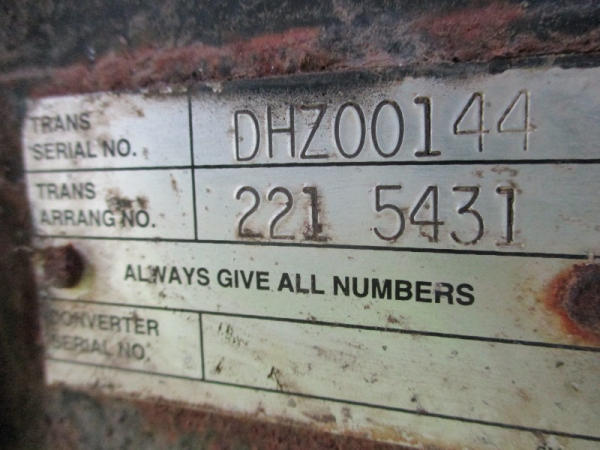 TRANS
SERIAL NO. DHZ00144
TRANS
ARRANG NO. 221 5431
ALWAYS GIVE ALL NUMBERS
CONVERTER
SERIAL NO.